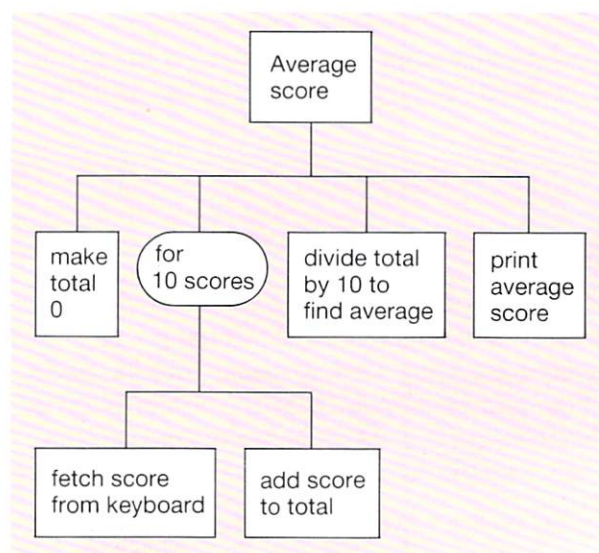 Average
score
make
total
0
for
10 scores
divide total
by 10 to
find average
print
average
score
fetch score
from keyboard
add score
to total